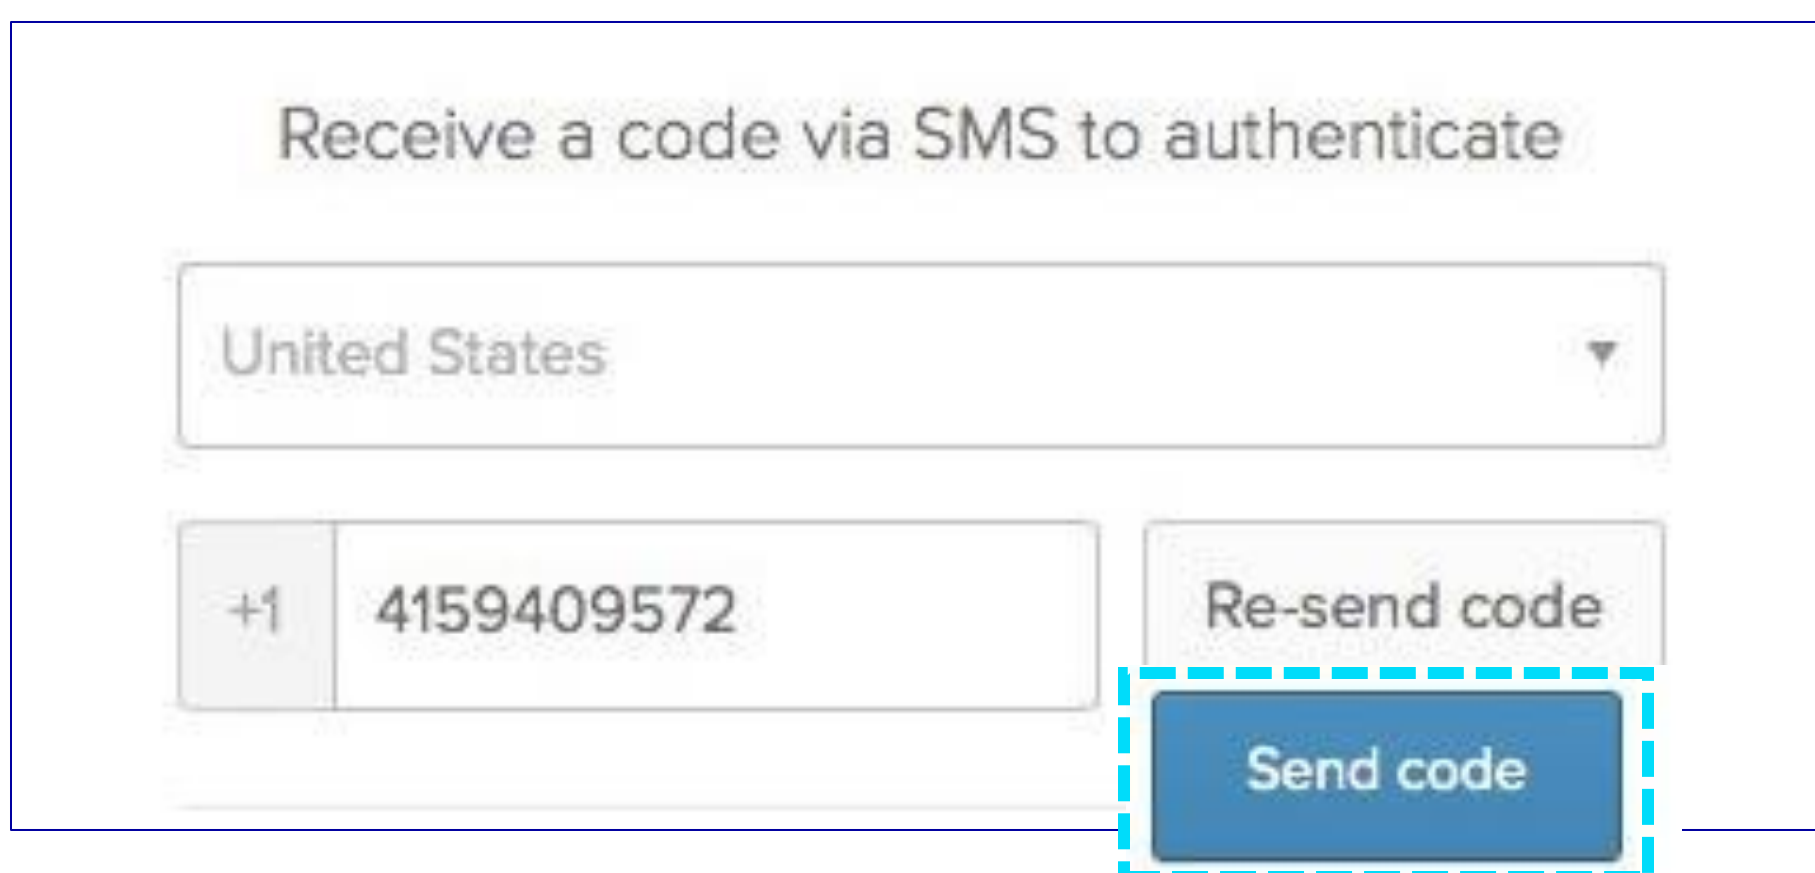 Receive a code via SMS to authenticate
United States
+1 4159409572 Re-send code
Send code